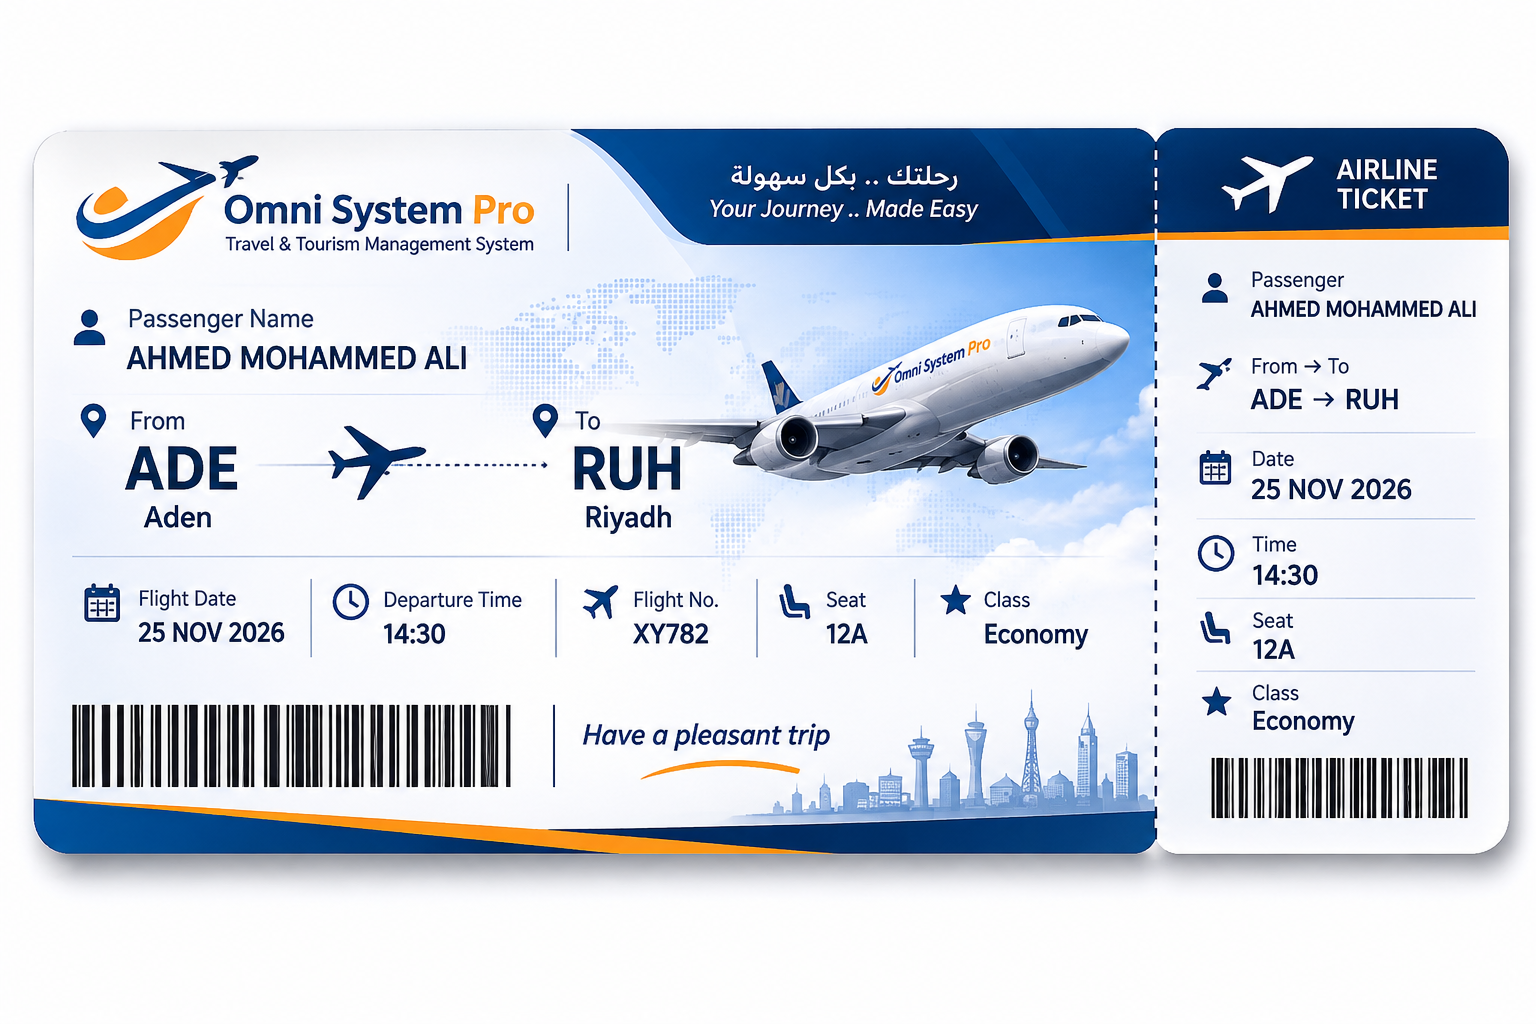 Omni System Pro
Travel & Tourism Management System
رحلتك .. بكل سهولة
Your Journey .. Made Easy
Passenger Name
AHMED MOHAMMED ALI
From
ADE
Aden
To
RUH
Riyadh
Omni System Pro
Flight Date
25 NOV 2026
Departure Time
14:30
Flight No.
XY782
Seat
12A
Class
Economy
Have a pleasant trip
AIRLINE
TICKET
Passenger
AHMED MOHAMMED ALI
From → To
ADE → RUH
Date
25 NOV 2026
Time
14:30
Seat
12A
Class
Economy